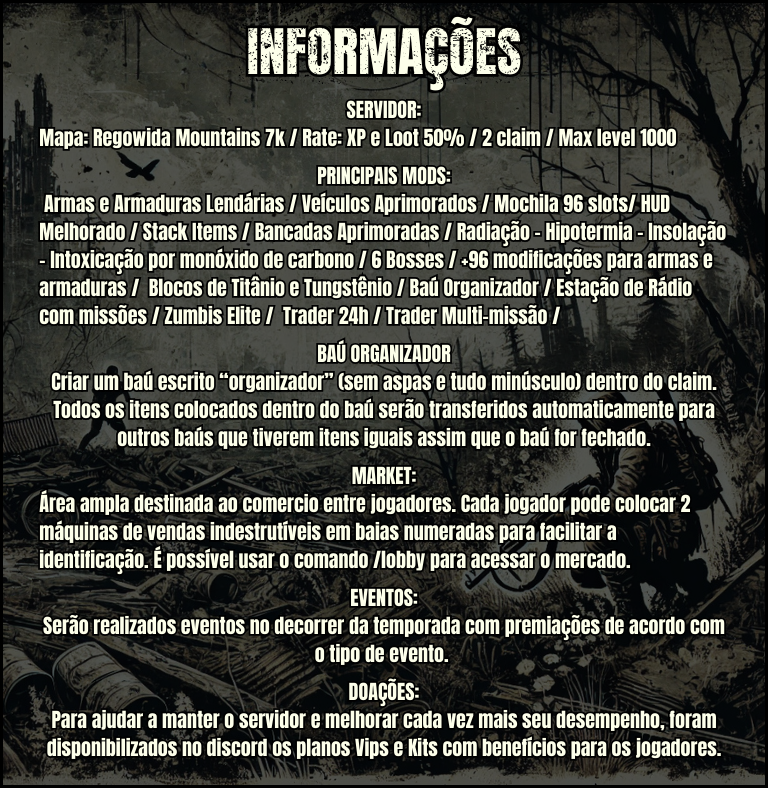 INFORMAÇÕES
SERVIDOR:
Mapa: Regowida Mountains 7k / Rate: XP e Loot 50% / 2 claim / Max level 1000
PRINCIPAIS MODS:
Armas e Armaduras Lendárias / Veículos Aprimorados / Mochila 96 slots/ HUD
Melhorado / Stack Items / Bancadas Aprimoradas / Radiação - Hipotermia - Insolação
- Intoxicação por monóxido de carbono / 6 Bosses / +96 modificações para armas e
armaduras / Blocos de Titânio e Tungstênio / Baú Organizador / Estação de Rádio
com missões / Zumbis Elite / Trader 24h / Trader Multi-missão /
BAÚ ORGANIZADOR
Criar um baú escrito “organizador” (sem aspas e tudo minúsculo) dentro do claim.
Todos os itens colocados dentro do baú serão transferidos automaticamente para
outros baús que tiverem itens iguais assim que o baú for fechado.
MARKET:
Área ampla destinada ao comercio entre jogadores. Cada jogador pode colocar 2
máquinas de vendas indestrutíveis em baias numeradas para facilitar a
identificação. É possível usar o comando /lobby para acessar o mercado.
EVENTOS:
Serão realizados eventos no decorrer da temporada com premiações de acordo com
o tipo de evento.
DOAÇÕES:
Para ajudar a manter o servidor e melhorar cada vez mais seu desempenho, foram
disponibilizados no discord os planos Vips e Kits com benefícios para os jogadores.